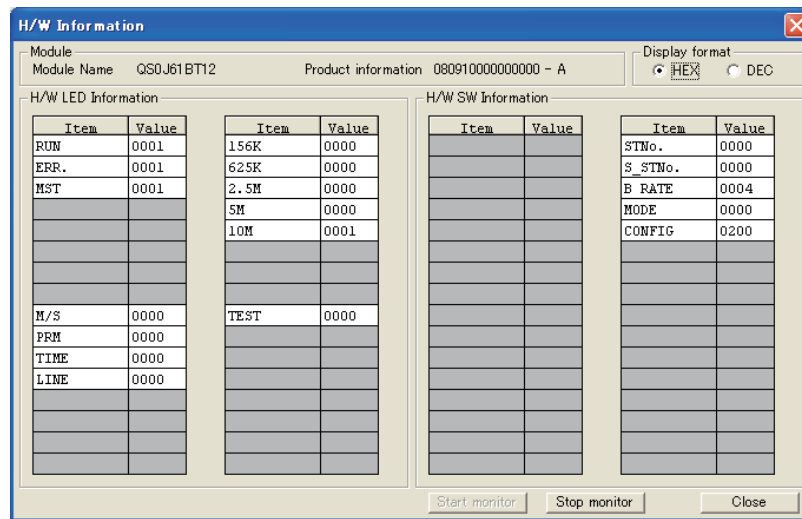 H/W Information
Module
Module Name QS0J61BT12 Product information 080910000000000 - A
Display format
HEX DEC
H/W LED Information
Item Value Item Value
RUN 0001 156K 0000
ERR. 0001 625K 0000
MST 0001 2.5M 0000
5M 0000
10M 0001
M/S 0000 TEST 0000
PRM 0000
TIME 0000
LINE 0000
H/W SW Information
Item Value Item Value
STNo. 0000
S_STNo. 0000
B RATE 0004
MODE 0000
CONFIG 0200
Start monitor Stop monitor Close